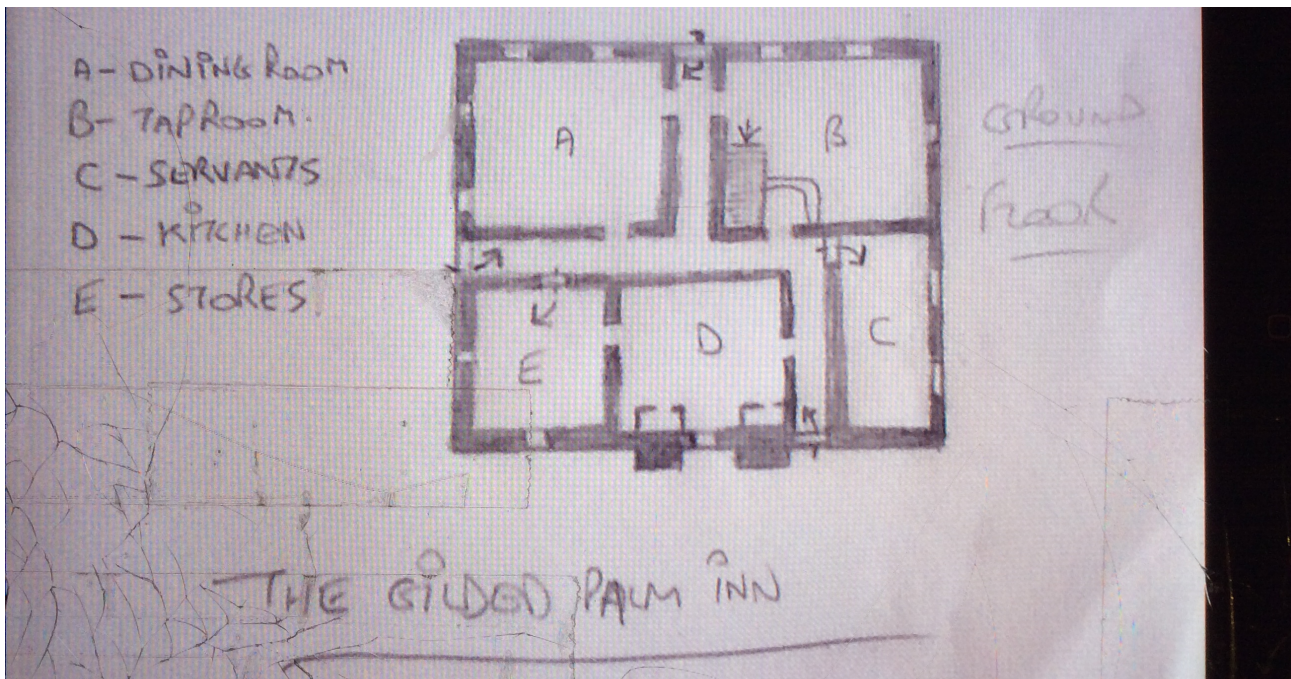 A - DINING ROOM
B - TAPROOM.
C - SERVANTS
D - KITCHEN
E - STORES
A
B
C
D
E
GROUND
FLOOR
THE GILDED PALM INN